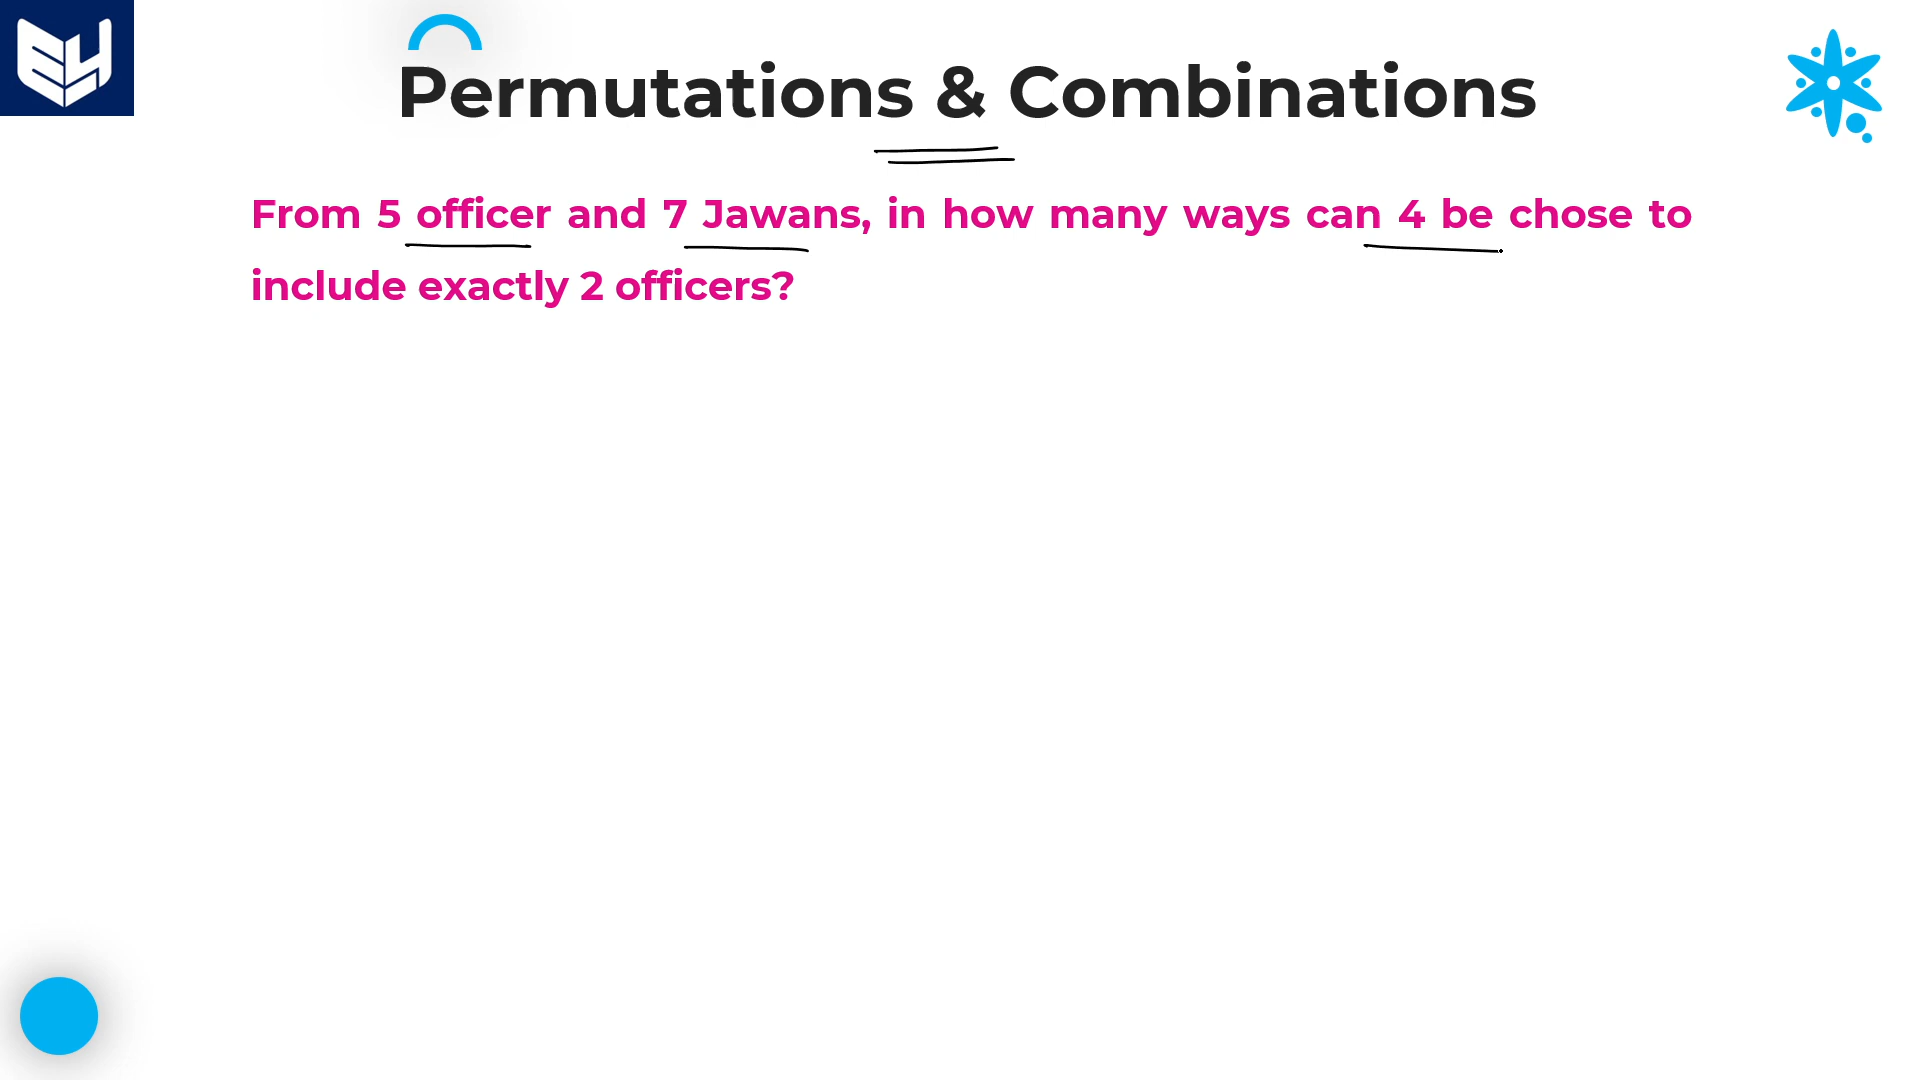 Permutations & Combinations
From 5 officer and 7 Jawans, in how many ways can 4 be chose to
include exactly 2 officers?